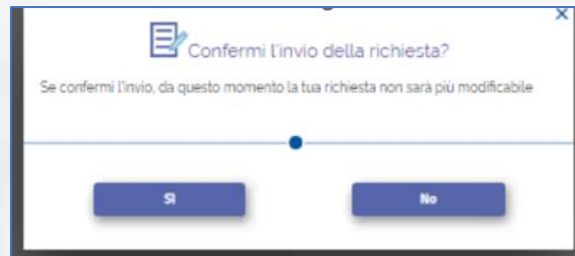 Confermi l'invio della richiesta?
Se confermi l'invio, da questo momento la tua richiesta non sarà più modificabile
Sì
No